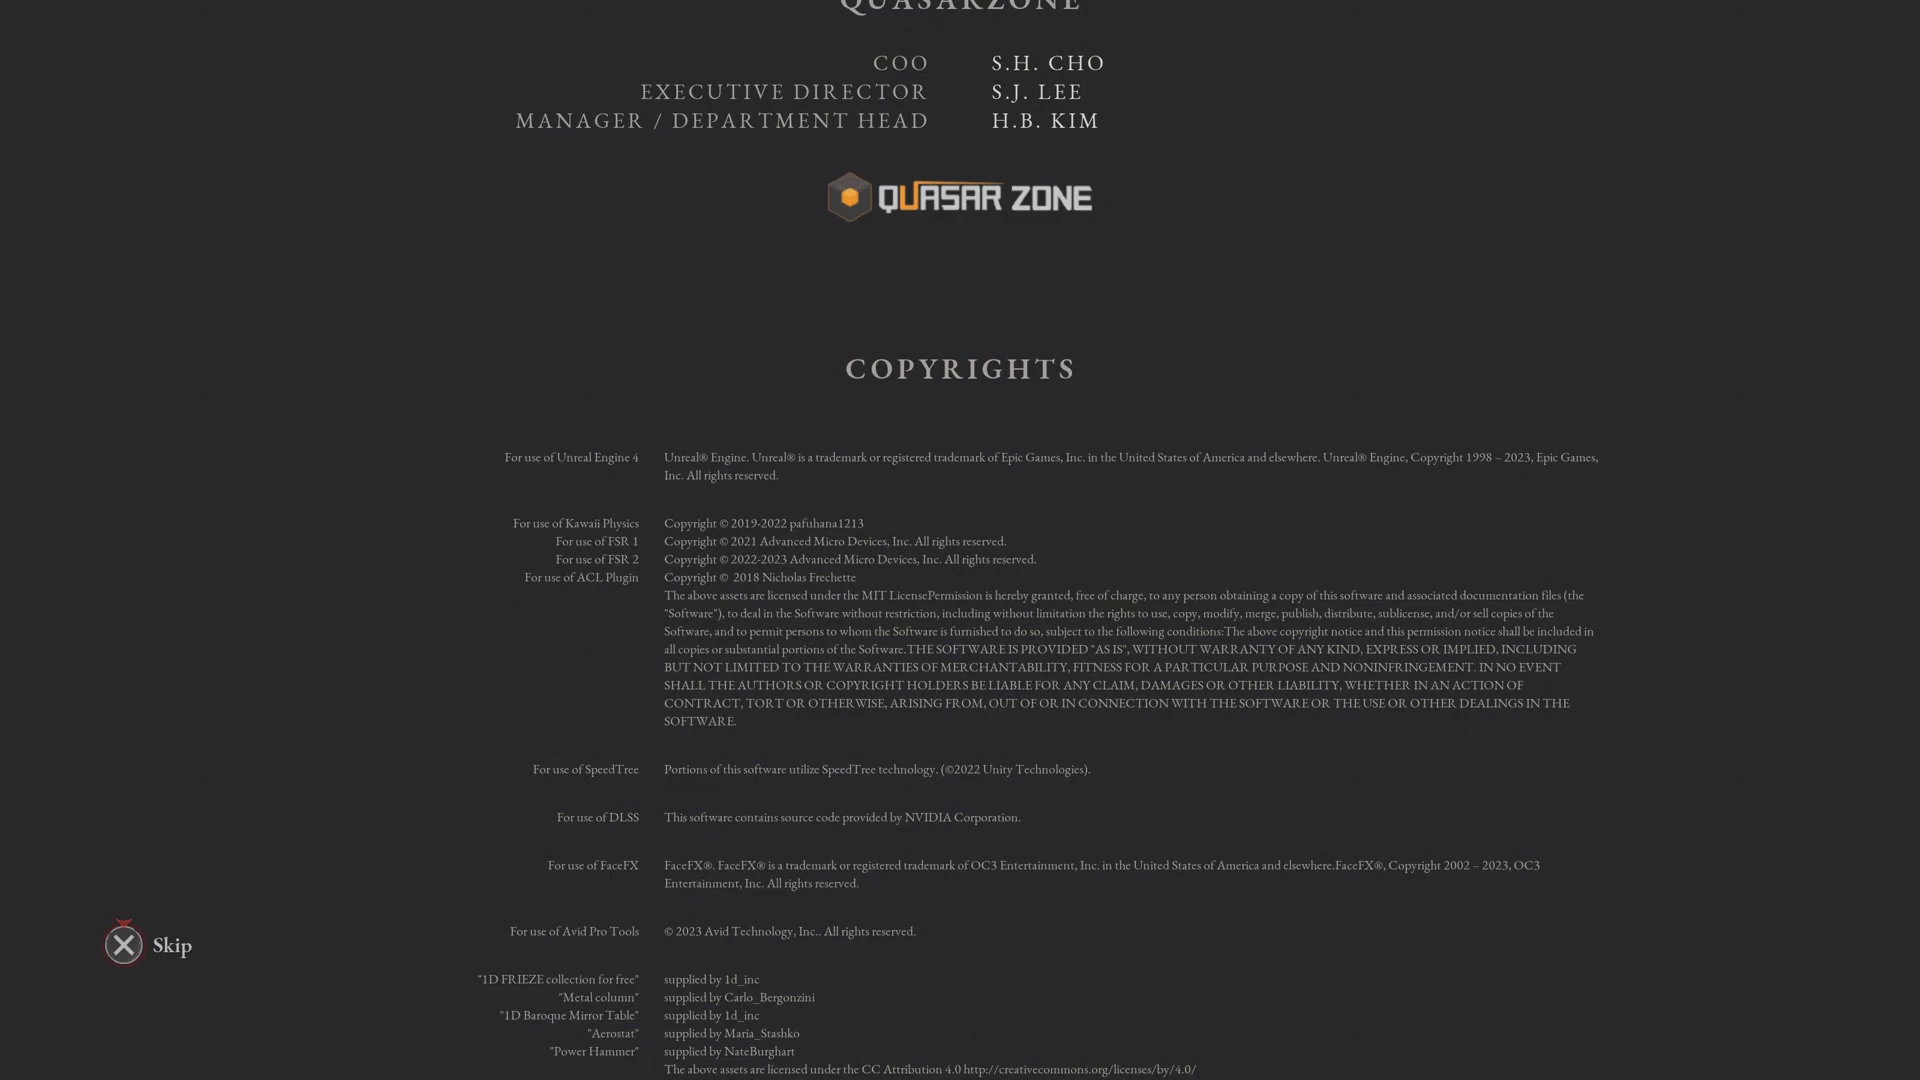 QUASARZONE
COO S.H. CHO
EXECUTIVE DIRECTOR S.J. LEE
MANAGER / DEPARTMENT HEAD H.B. KIM
QUASAR ZONE
COPYRIGHTS
For use of Unreal Engine 4 Unreal® Engine. Unreal® is a trademark or registered trademark of Epic Games, Inc. in the United States of America and elsewhere. Unreal® Engine, Copyright 1998 – 2023, Epic Games,
Inc. All rights reserved.
For use of Kawaii Physics Copyright © 2019-2022 pafuhana1213
For use of FSR 1 Copyright © 2021 Advanced Micro Devices, Inc. All rights reserved.
For use of FSR 2 Copyright © 2022-2023 Advanced Micro Devices, Inc. All rights reserved.
For use of ACL Plugin Copyright © 2018 Nicholas Frechette
The above assets are licensed under the MIT LicensePermission is hereby granted, free of charge, to any person obtaining a copy of this software and associated documentation files (the
"Software"), to deal in the Software without restriction, including without limitation the rights to use, copy, modify, merge, publish, distribute, sublicense, and/or sell copies of the
Software, and to permit persons to whom the Software is furnished to do so, subject to the following conditions:The above copyright notice and this permission notice shall be included in
all copies or substantial portions of the Software.THE SOFTWARE IS PROVIDED "AS IS", WITHOUT WARRANTY OF ANY KIND, EXPRESS OR IMPLIED, INCLUDING
BUT NOT LIMITED TO THE WARRANTIES OF MERCHANTABILITY, FITNESS FOR A PARTICULAR PURPOSE AND NONINFRINGEMENT. IN NO EVENT
SHALL THE AUTHORS OR COPYRIGHT HOLDERS BE LIABLE FOR ANY CLAIM, DAMAGES OR OTHER LIABILITY, WHETHER IN AN ACTION OF
CONTRACT, TORT OR OTHERWISE, ARISING FROM, OUT OF OR IN CONNECTION WITH THE SOFTWARE OR THE USE OR OTHER DEALINGS IN THE
SOFTWARE.
For use of SpeedTree Portions of this software utilize SpeedTree technology. (©2022 Unity Technologies).
For use of DLSS This software contains source code provided by NVIDIA Corporation.
For use of FaceFX FaceFX®. FaceFX® is a trademark or registered trademark of OC3 Entertainment, Inc. in the United States of America and elsewhere.FaceFX®, Copyright 2002 – 2023, OC3
Entertainment, Inc. All rights reserved.
For use of Avid Pro Tools © 2023 Avid Technology, Inc.. All rights reserved.
Skip
"1D FRIEZE collection for free" supplied by 1d_inc
"Metal column" supplied by Carlo_Bergonzini
"1D Baroque Mirror Table" supplied by 1d_inc
"Aerostat" supplied by Maria_Stashko
"Power Hammer" supplied by NateBurghart
The above assets are licensed under the CC Attribution 4.0 http://creativecommons.org/licenses/by/4.0/